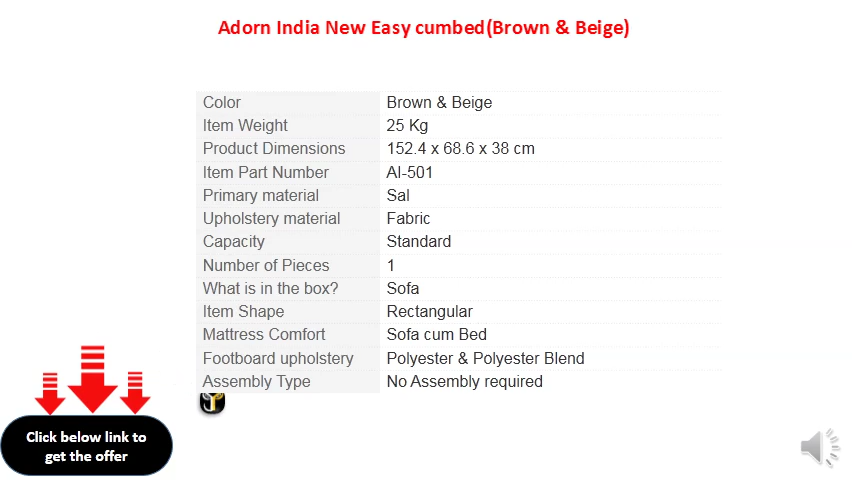 Adorn India New Easy cumbed(Brown & Beige)
Color Brown & Beige
Item Weight 25 Kg
Product Dimensions 152.4 x 68.6 x 38 cm
Item Part Number AI-501
Primary material Sal
Upholstery material Fabric
Capacity Standard
Number of Pieces 1
What is in the box? Sofa
Item Shape Rectangular
Mattress Comfort Sofa cum Bed
Footboard upholstery Polyester & Polyester Blend
Assembly Type No Assembly required
Click below link to
get the offer